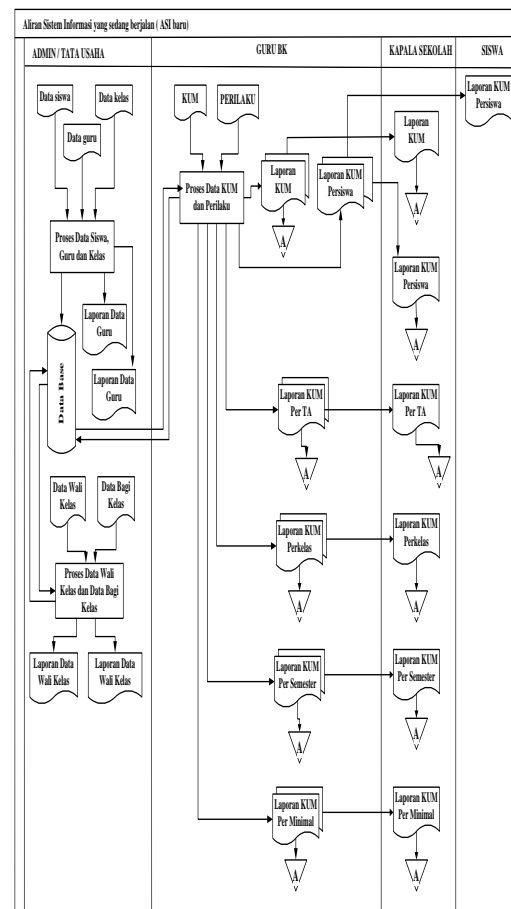 Aliran Sistem Informasi yang sedang berjalan ( ASI baru)
ADMIN / TATA USAHA
GURU BK
KAPALA SEKOLAH
SISWA
Data siswa
Data kelas
Data guru
Proses Data Siswa,
Guru dan Kelas
Laporan Data
Guru
Laporan Data
Guru
Data Base
Data Wali
Kelas
Data Bagi
Kelas
Proses Data Wali
Kelas dan Data Bagi
Kelas
Laporan Data
Wali Kelas
Laporan Data
Wali Kelas
KUM
PERILAKU
Proses Data KUM
dan Perilaku
Laporan
KUM
A
Laporan KUM
Persiswa
Laporan KUM
Per TA
A
Laporan KUM
Perkelas
A
Laporan KUM
Per Semester
A
Laporan KUM
Per Minimal
A
Laporan
KUM
A
Laporan KUM
Persiswa
A
Laporan KUM
Per TA
A
Laporan KUM
Perkelas
A
Laporan KUM
Per Semester
A
Laporan KUM
Per Minimal
A
Laporan KUM
Persiswa